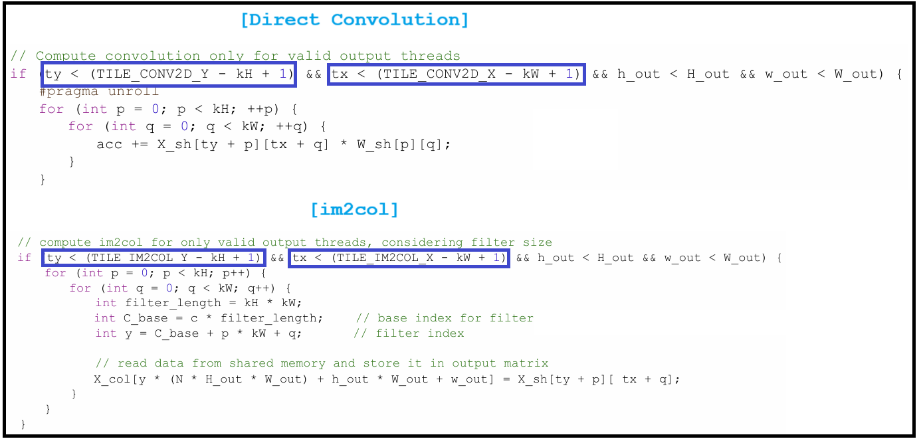 [Direct Convolution]
// Compute convolution only for valid output threads
if (ty < (TILE_CONV2D_Y - kH + 1) && tx < (TILE_CONV2D_X - kW + 1) && h_out < H_out && w_out < W_out) {
#pragma unroll
for (int p = 0; p < kH; ++p) {
for (int q = 0; q < kW; ++q) {
acc += X_sh[ty + p][tx + q] * W_sh[p][q];
}
}
[im2col]
// compute im2col for only valid output threads, considering filter size
if (ty < (TILE_IM2COL_Y - kH + 1) && tx < (TILE_IM2COL_X - kW + 1) && h_out < H_out && w_out < W_out) {
for (int p = 0; p < kH; p++) {
for (int q = 0; q < kW; q++) {
int filter_length = kH * kW;
int C_base = c * filter_length; // base index for filter
int y = C_base + p * kW + q; // filter index
// read data from shared memory and store it in output matrix
X_col[y * (N * H_out * W_out) + h_out * W_out + w_out] = X_sh[ty + p][ tx + q];
}
}
}